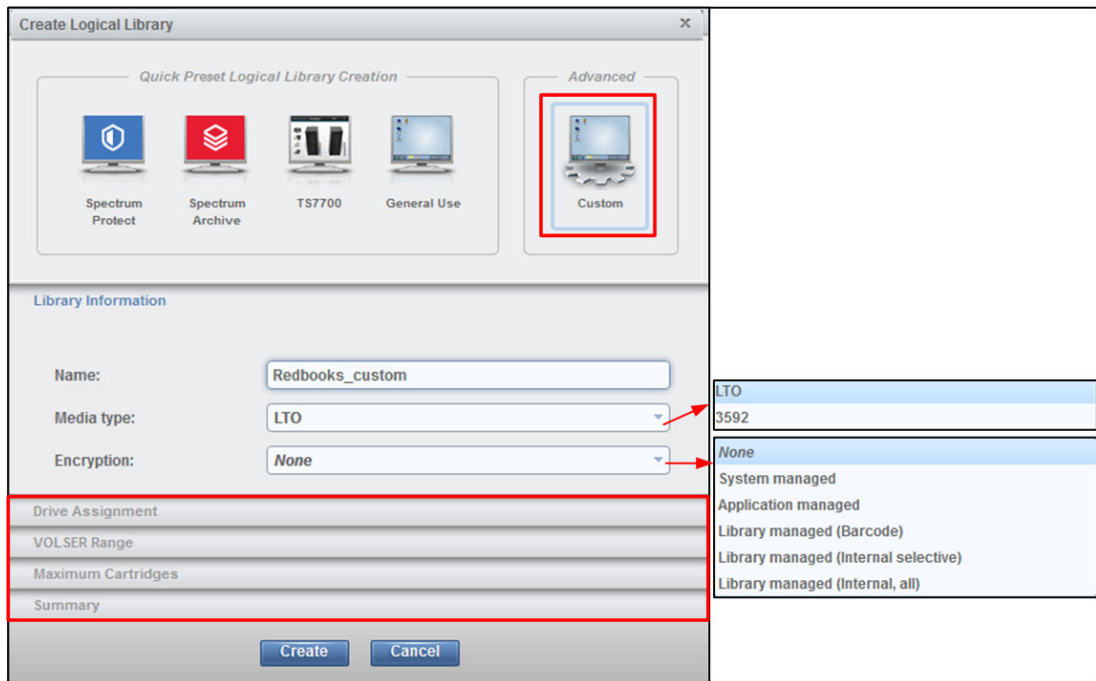 Create Logical Library x
Quick Preset Logical Library Creation
Advanced
Spectrum Protect
Spectrum Archive
TS7700
General Use
Custom
Library Information
Name: Redbooks_custom
Media type: LTO
Encryption: None
LTO
3592
None
System managed
Application managed
Library managed (Barcode)
Library managed (Internal selective)
Library managed (Internal, all)
Drive Assignment
VOLSER Range
Maximum Cartridges
Summary
Create Cancel